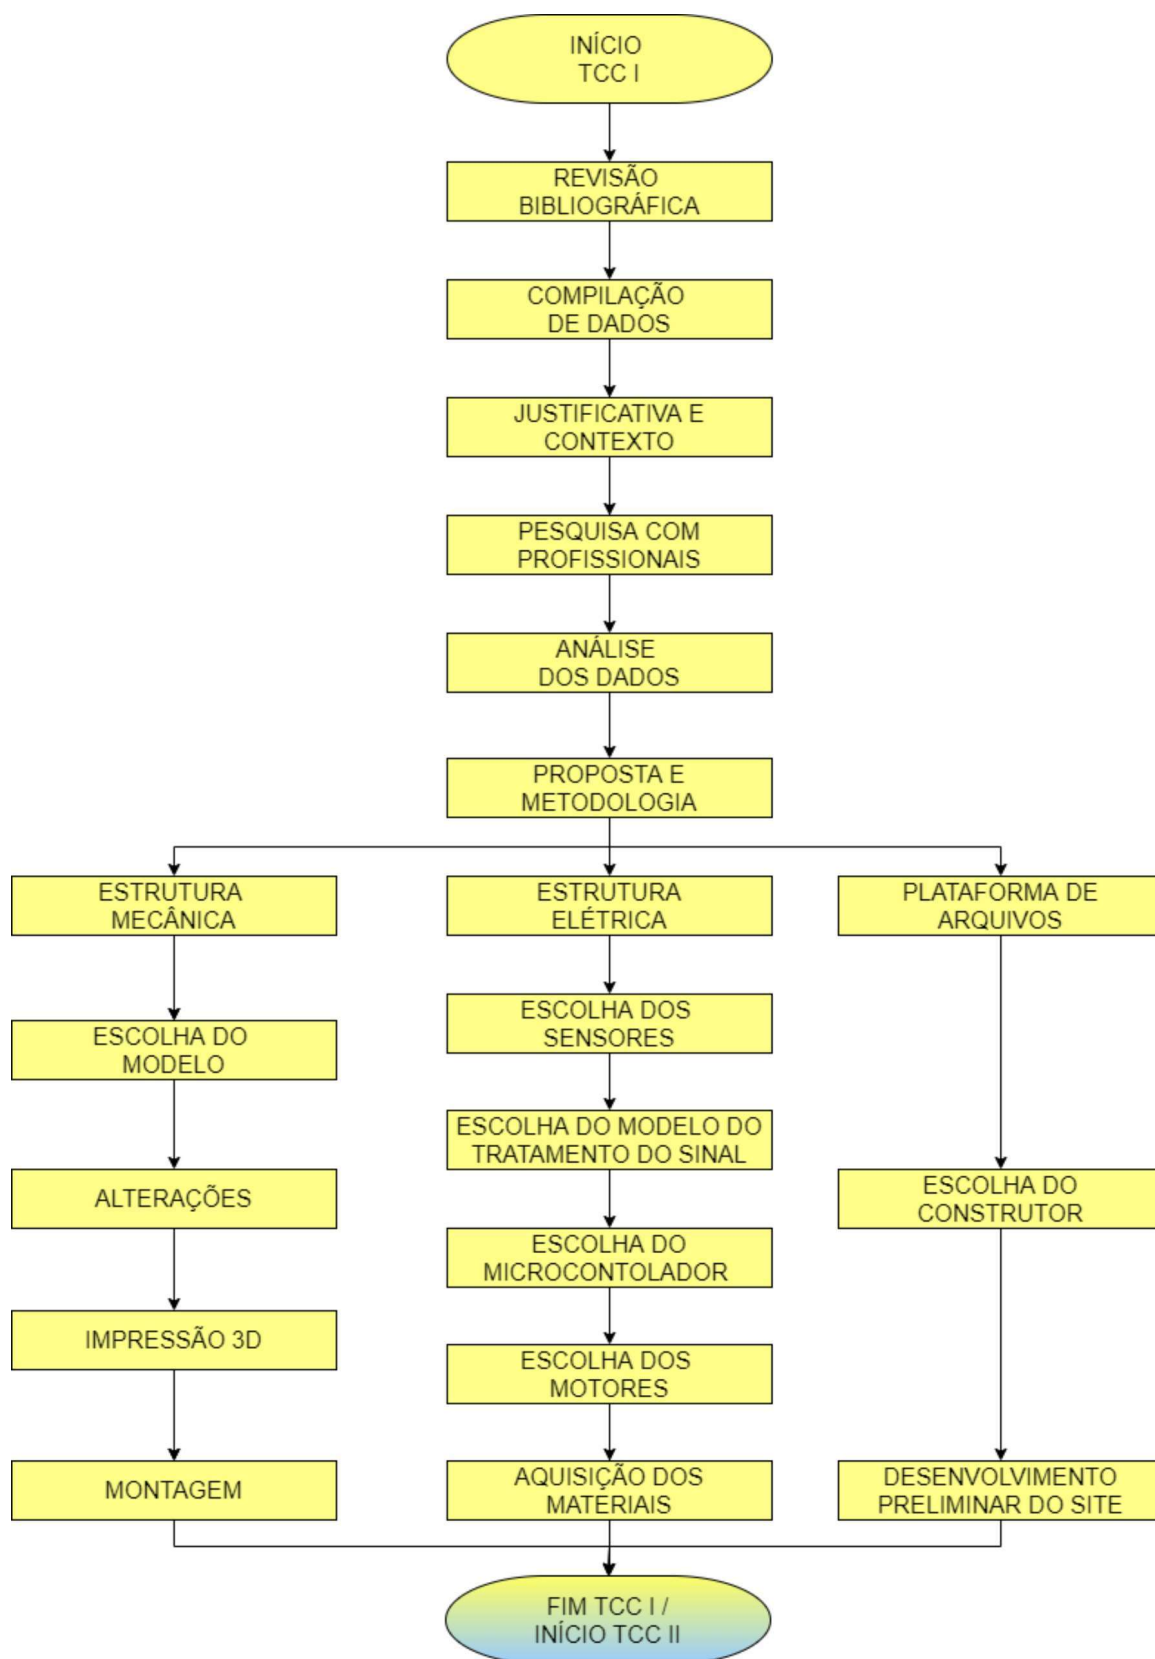 INÍCIO
TCC I
REVISÃO
BIBLIOGRÁFICA
COMPILAÇÃO
DE DADOS
JUSTIFICATIVA E
CONTEXTO
PESQUISA COM
PROFISSIONAIS
ANÁLISE
DOS DADOS
PROPOSTA E
METODOLOGIA
ESTRUTURA
MECÂNICA
ESCOLHA DO
MODELO
ALTERAÇÕES
IMPRESSÃO 3D
MONTAGEM
ESTRUTURA
ELÉTRICA
ESCOLHA DOS
SENSORES
ESCOLHA DO MODELO DO
TRATAMENTO DO SINAL
ESCOLHA DO
MICROCONTOLADOR
ESCOLHA DOS
MOTORES
AQUISIÇÃO DOS
MATERIAIS
PLATAFORMA DE
ARQUIVOS
ESCOLHA DO
CONSTRUTOR
DESENVOLVIMENTO
PRELIMINAR DO SITE
FIM TCC I /
INÍCIO TCC II